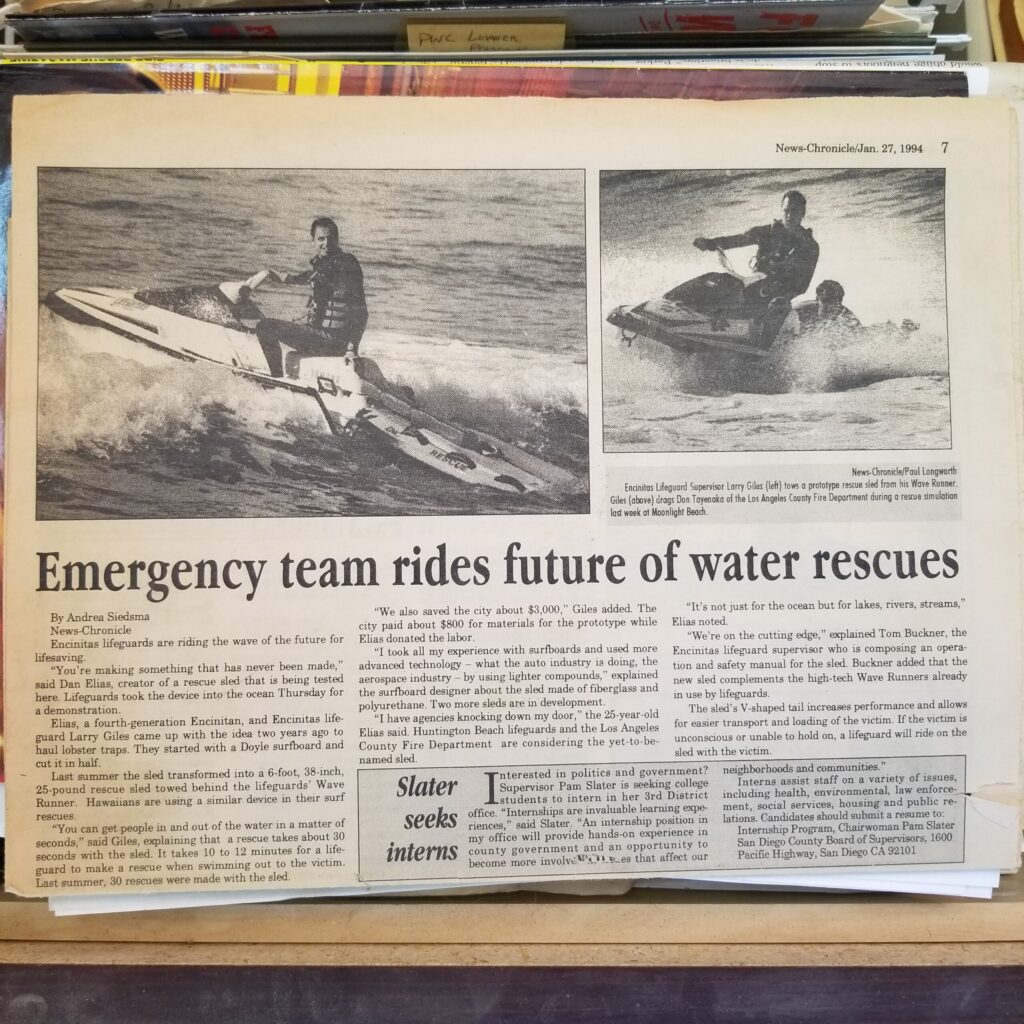 PWC
News-Chronicle/Jan. 27, 1994 7
RESCUE
News-Chronicle/Paul Longworth
Encinitas Lifeguard Supervisor Larry Giles (left) tows a prototype rescue sled from his Wave Runner.
Giles (above) drags Don Tayenaka of the Los Angeles County Fire Department during a rescue simulation
last week at Moonlight Beach.
Emergency team rides future of water rescues
By Andrea Siedsma
News-Chronicle
Encinitas lifeguards are riding the wave of the future for
lifesaving.
"You're making something that has never been made,"
said Dan Elias, creator of a rescue sled that is being tested
here. Lifeguards took the device into the ocean Thursday for
a demonstration.
Elias, a fourth-generation Encinitan, and Encinitas life-
guard Larry Giles came up with the idea two years ago to
haul lobster traps. They started with a Doyle surfboard and
cut it in half.
Last summer the sled transformed into a 6-foot, 38-inch,
25-pound rescue sled towed behind the lifeguards' Wave
Runner. Hawaiians are using a similar device in their surf
rescues.
"You can get people in and out of the water in a matter of
seconds," said Giles, explaining that a rescue takes about 30
seconds with the sled. It takes 10 to 12 minutes for a life-
guard to make a rescue when swimming out to the victim.
Last summer, 30 rescues were made with the sled.
"We also saved the city about $3,000," Giles added. The
city paid about $800 for materials for the prototype while
Elias donated the labor.
"I took all my experience with surfboards and used more
advanced technology – what the auto industry is doing, the
aerospace industry – by using lighter compounds," explained
the surfboard designer about the sled made of fiberglass and
polyurethane. Two more sleds are in development.
"I have agencies knocking down my door," the 25-year-old
Elias said. Huntington Beach lifeguards and the Los Angeles
County Fire Department are considering the yet-to-be-
named sled.
"It's not just for the ocean but for lakes, rivers, streams,"
Elias noted.
"We're on the cutting edge," explained Tom Buckner, the
Encinitas lifeguard supervisor who is composing an opera-
tion and safety manual for the sled. Buckner added that the
new sled complements the high-tech Wave Runners already
in use by lifeguards.
The sled's V-shaped tail increases performance and allows
for easier transport and loading of the victim. If the victim is
unconscious or unable to hold on, a lifeguard will ride on the
sled with the victim.
Slater
seeks
interns
Interested in politics and government?
Supervisor Pam Slater is seeking college
students to intern in her 3rd District
office. "Internships are invaluable learning expe-
riences," said Slater. "An internship position in
my office will provide hands-on experience in
county government and an opportunity to
become more that affect our
neighborhoods and communities."
Interns assist staff on a variety of issues,
including health, environmental, law enforce-
ment, social services, housing and public re-
lations. Candidates should submit a resume to:
Internship Program, Chairwoman Pam Slater
San Diego County Board of Supervisors, 1600
Pacific Highway, San Diego CA 92101